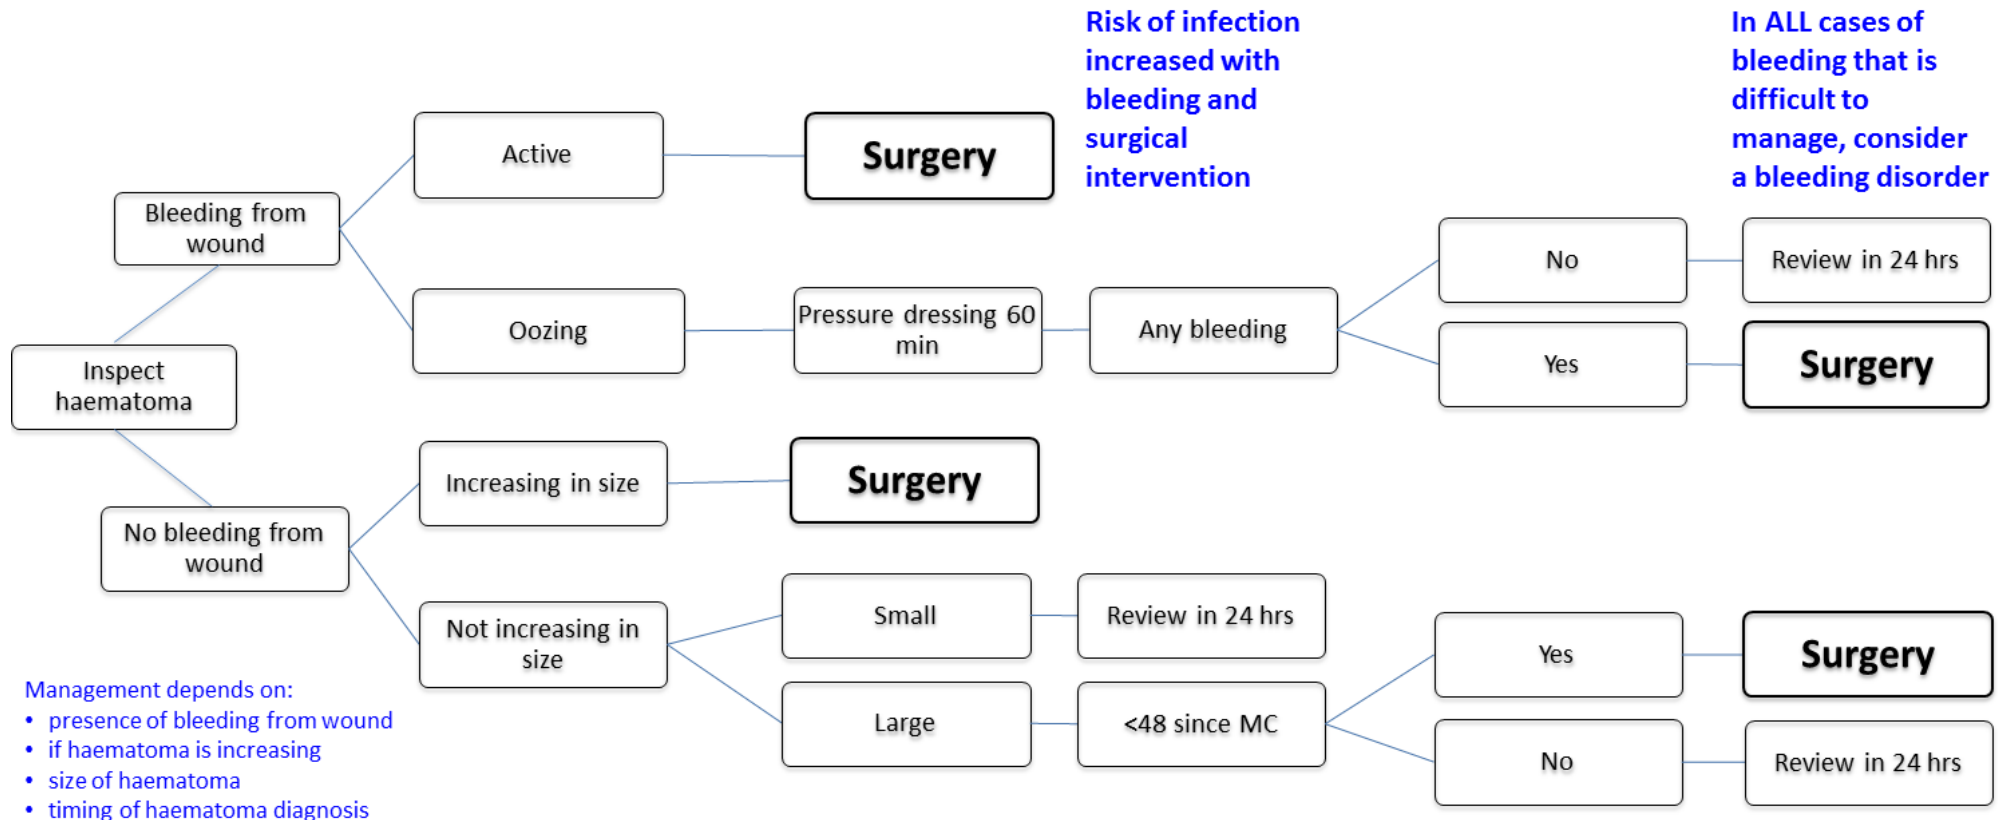 Risk of infection
increased with
bleeding and
surgical
intervention
In ALL cases of
bleeding that is
difficult to
manage, consider
a bleeding disorder
Inspect
haematoma
Bleeding from
wound
Active
Surgery
Oozing
Pressure dressing 60
min
Any bleeding
No
Review in 24 hrs
Yes
Surgery
No bleeding from
wound
Increasing in size
Surgery
Not increasing in
size
Small
Review in 24 hrs
Large
<48 since MC
Yes
Surgery
No
Review in 24 hrs
Management depends on:
• presence of bleeding from wound
• if haematoma is increasing
• size of haematoma
• timing of haematoma diagnosis